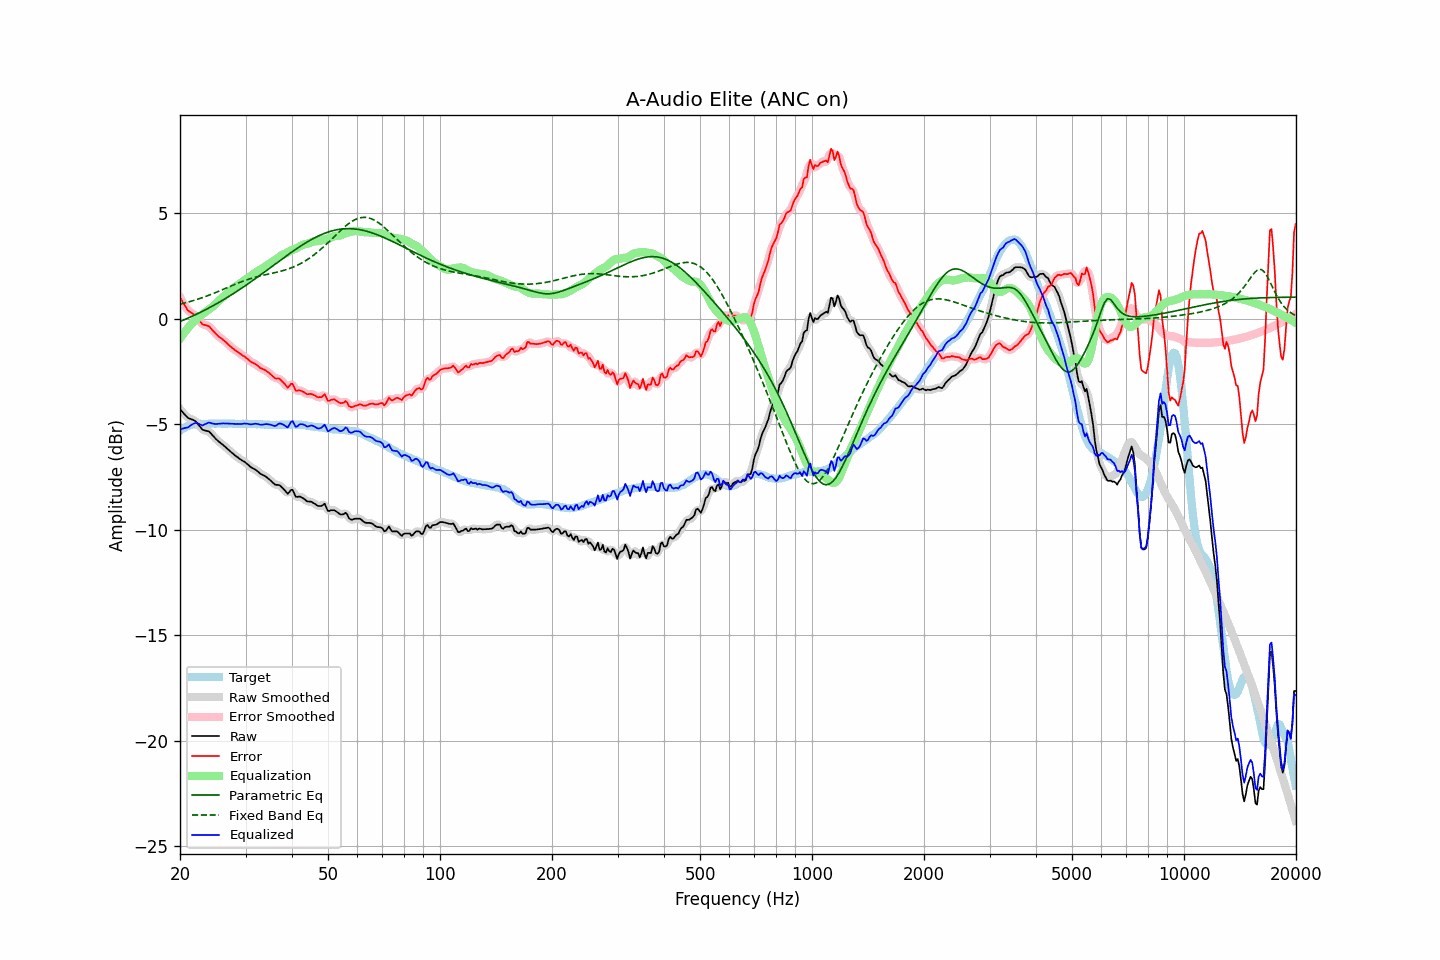 A-Audio Elite (ANC on)
Amplitude (dBr)
5
0
−5
−10
−15
−20
−25
Target
Raw Smoothed
Error Smoothed
Raw
Error
Equalization
Parametric Eq
Fixed Band Eq
Equalized
20 50 100 200 500 1000 2000 5000 10000 20000
Frequency (Hz)